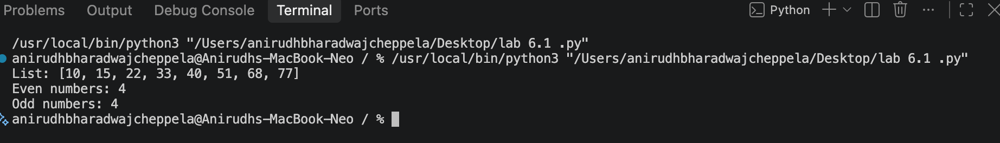 Problems Output Debug Console Terminal Ports Python
/usr/local/bin/python3 "/Users/anirudhbharadwajcheppela/Desktop/lab 6.1 .py"
anirudhbharadwajcheppela@Anirudhs-MacBook-Neo / % /usr/local/bin/python3 "/Users/anirudhbharadwajcheppela/Desktop/lab 6.1 .py"
List: [10, 15, 22, 33, 40, 51, 68, 77]
Even numbers: 4
Odd numbers: 4
anirudhbharadwajcheppela@Anirudhs-MacBook-Neo / %